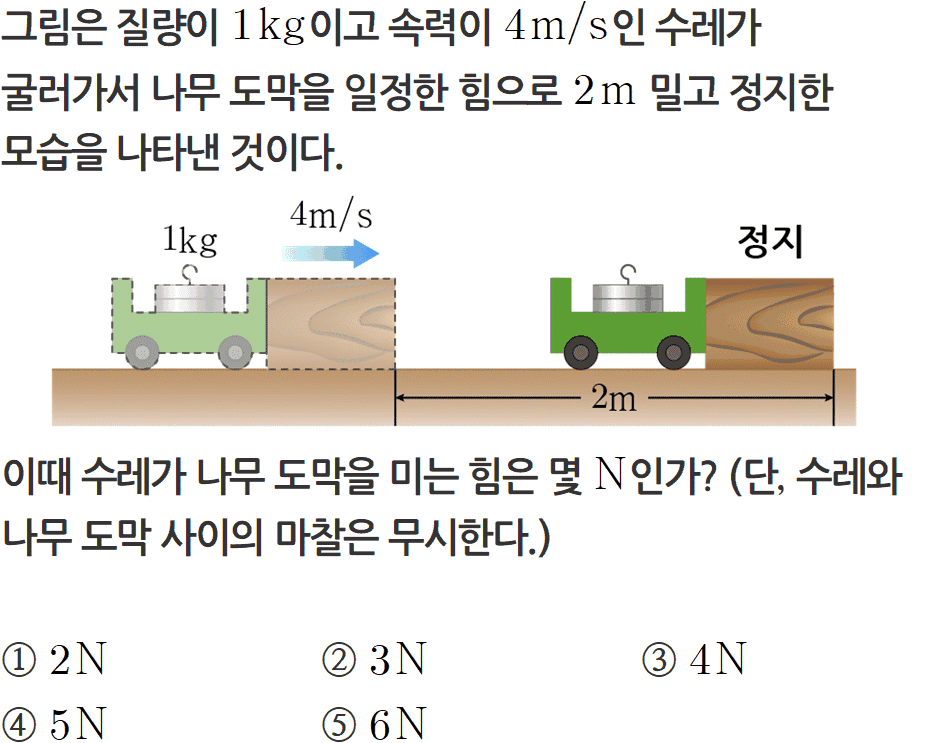 그림은 질량이 1kg이고 속력이 4m/s인 수레가
굴러가서 나무 도막을 일정한 힘으로 2m 밀고 정지한
모습을 나타낸 것이다.
4m/s
1kg
정지
2m
이때 수레가 나무 도막을 미는 힘은 몇 N인가? (단, 수레와
나무 도막 사이의 마찰은 무시한다.)
① 2N ② 3N ③ 4N
④ 5N ⑤ 6N